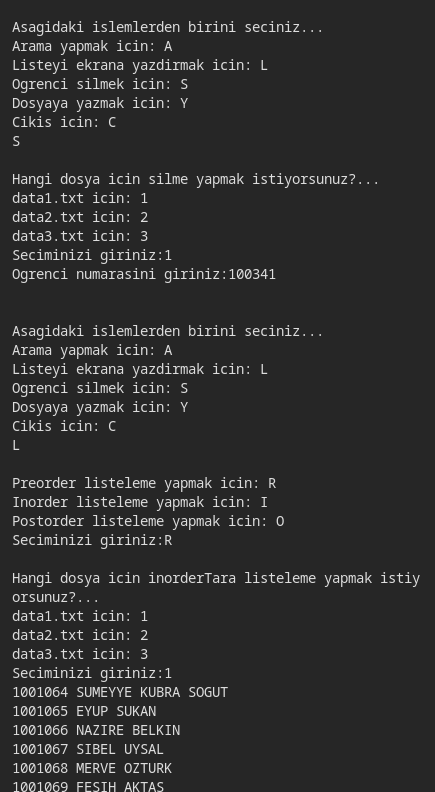 Asagidaki islemlerden birini seciniz...
Arama yapmak icin: A
Listeyi ekrana yazdirmak icin: L
Ogrenci silmek icin: S
Dosyaya yazmak icin: Y
Cikis icin: C
S
Hangi dosya icin silme yapmak istiyorsunuz?...
data1.txt icin: 1
data2.txt icin: 2
data3.txt icin: 3
Seciminizi giriniz:1
Ogrenci numarasini giriniz:100341
Asagidaki islemlerden birini seciniz...
Arama yapmak icin: A
Listeyi ekrana yazdirmak icin: L
Ogrenci silmek icin: S
Dosyaya yazmak icin: Y
Cikis icin: C
L
Preorder listeleme yapmak icin: R
Inorder listeleme yapmak icin: I
Postorder listeleme yapmak icin: O
Seciminizi giriniz:R
Hangi dosya icin inorderTara listeleme yapmak istiy
orsunuz?...
data1.txt icin: 1
data2.txt icin: 2
data3.txt icin: 3
Seciminizi giriniz:1
1001064 SUMEYYE KUBRA SOGUT
1001065 EYUP SUKAN
1001066 NAZIRE BELKIN
1001067 SIBEL UYSAL
1001068 MERVE OZTURK
1001069 FESIH AKTAS